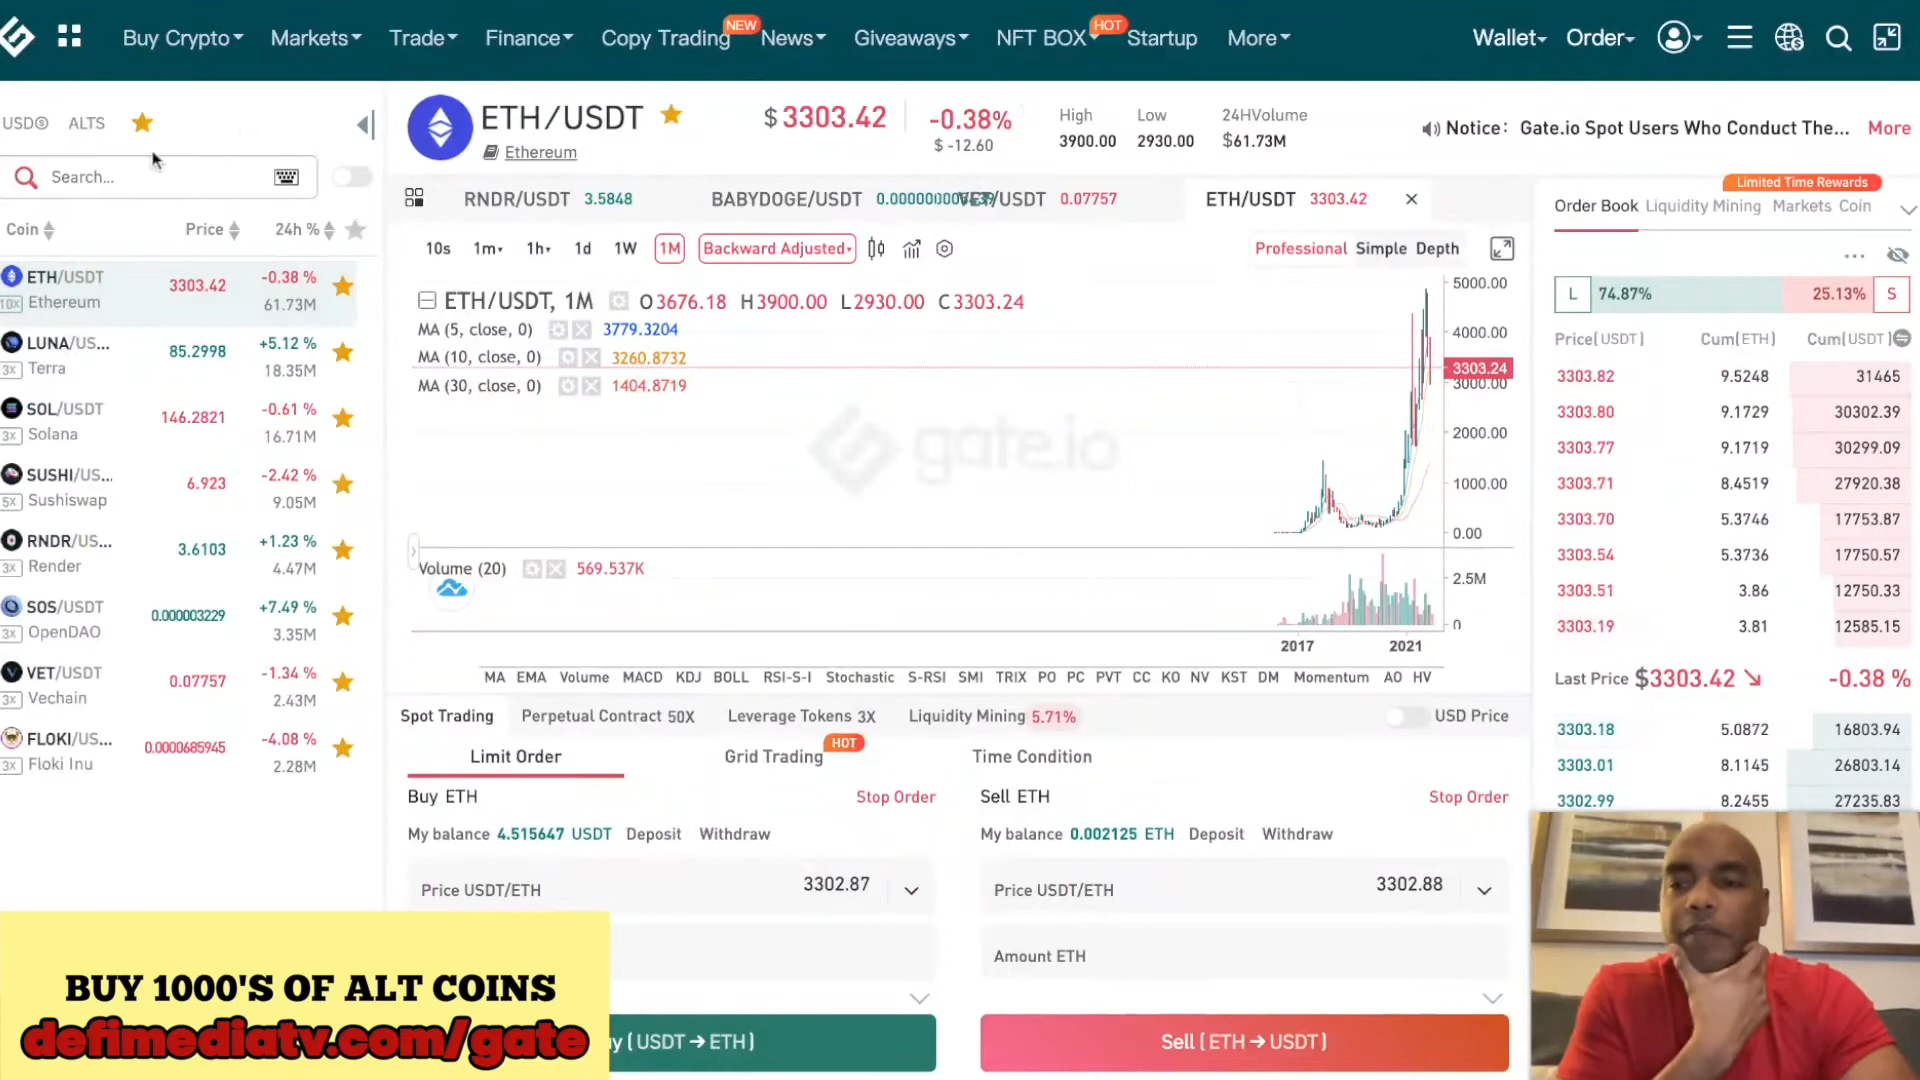 Buy Crypto Markets Trade Finance Copy Trading NEW News Giveaways NFT BOX HOT Startup More Wallet Order
USD ALTS
Search...
Coin Price 24h %
ETH/USDT 3303.42 -0.38 %
10X Ethereum 61.73M
LUNA/US... 85.2998 +5.12 %
3X Terra 18.35M
SOL/USDT 146.2821 -0.61 %
3X Solana 16.71M
SUSHI/US... 6.923 -2.42 %
5X Sushiswap 9.05M
RNDR/US... 3.6103 +1.23 %
3X Render 4.47M
SOS/USDT 0.000003229 +7.49 %
3X OpenDAO 3.35M
VET/USDT 0.07757 -1.34 %
3X Vechain 2.43M
FLOKI/US... 0.0000685945 -4.08 %
3X Floki Inu 2.28M
ETH/USDT $3303.42 -0.38% High Low 24HVolume
Ethereum $ -12.60 3900.00 2930.00 $61.73M
Notice: Gate.io Spot Users Who Conduct The... More
RNDR/USDT 3.5848 BABYDOGE/USDT VET/USDT 0.07757 ETH/USDT 3303.42
10s 1m 1h 1d 1W 1M Backward Adjusted Professional Simple Depth
ETH/USDT, 1M O3676.18 H3900.00 L2930.00 C3303.24
MA (5, close, 0) 3779.3204
MA (10, close, 0) 3260.8732
MA (30, close, 0) 1404.8719
gate.io
5000.00
4000.00
3303.24
3000.00
2000.00
1000.00
0.00
Volume (20) 569.537K
2.5M
0
2017 2021
MA EMA Volume MACD KDJ BOLL RSI-S-I Stochastic S-RSI SMI TRIX PO PC PVT CC KO NV KST DM Momentum AO HV
Spot Trading Perpetual Contract 50X Leverage Tokens 3X Liquidity Mining 5.71% USD Price
Limit Order Grid Trading HOT Time Condition
Buy ETH Stop Order Sell ETH Stop Order
My balance 4.515647 USDT Deposit Withdraw My balance 0.002125 ETH Deposit Withdraw
Price USDT/ETH 3302.87 Price USDT/ETH 3302.88
Amount ETH
(USDT→ETH) Sell (ETH→USDT)
Limited Time Rewards
Order Book Liquidity Mining Markets Coin
L 74.87% 25.13% S
Price(USDT) Cum(ETH) Cum(USDT)
3303.82 9.5248 31465
3303.80 9.1729 30302.39
3303.77 9.1719 30299.09
3303.71 8.4519 27920.38
3303.70 5.3746 17753.87
3303.54 5.3736 17750.57
3303.51 3.86 12750.33
3303.19 3.81 12585.15
Last Price $3303.42 -0.38 %
3303.18 5.0872 16803.94
3303.01 8.1145 26803.14
3302.99 8.2455 27235.83
BUY 1000'S OF ALT COINS
defimediatv.com/gate